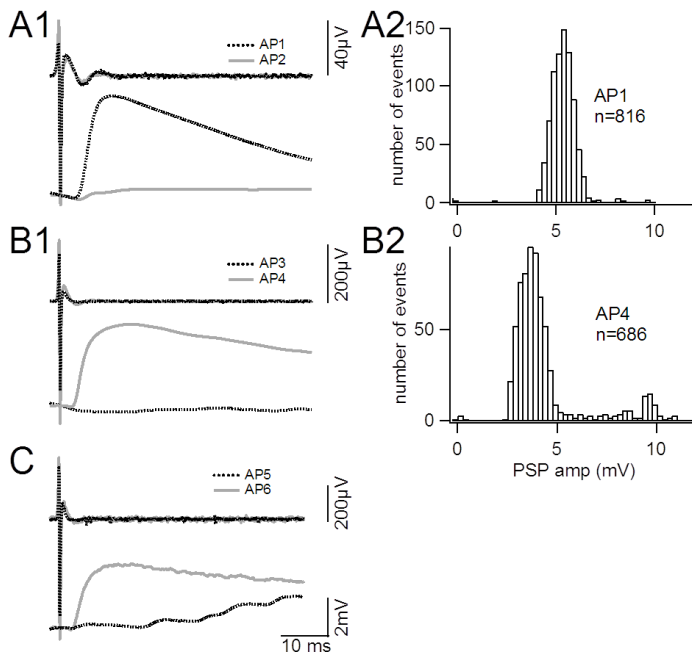 A1
AP1
AP2
40µV
A2
number of events
150
100
50
0
AP1
n=816
0
5
10
B1
AP3
AP4
200µV
B2
number of events
50
0
AP4
n=686
0
5
10
PSP amp (mV)
C
AP5
AP6
200µV
2mV
10 ms